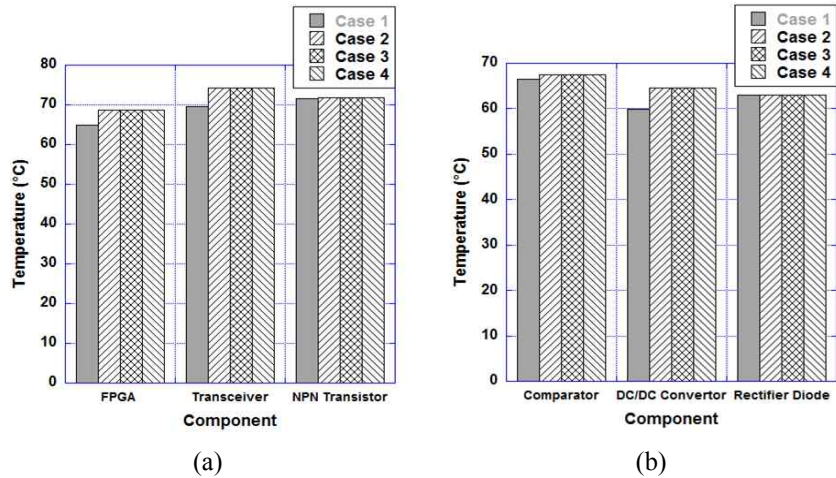 Case 1
Case 2
Case 3
Case 4
80
70
60
50
40
30
20
10
0
Temperature (°C)
FPGA
Transceiver
NPN Transistor
Component
(a)
Case 1
Case 2
Case 3
Case 4
70
60
50
40
30
20
10
0
Temperature (°C)
Comparator
DC/DC Convertor
Rectifier Diode
Component
(b)